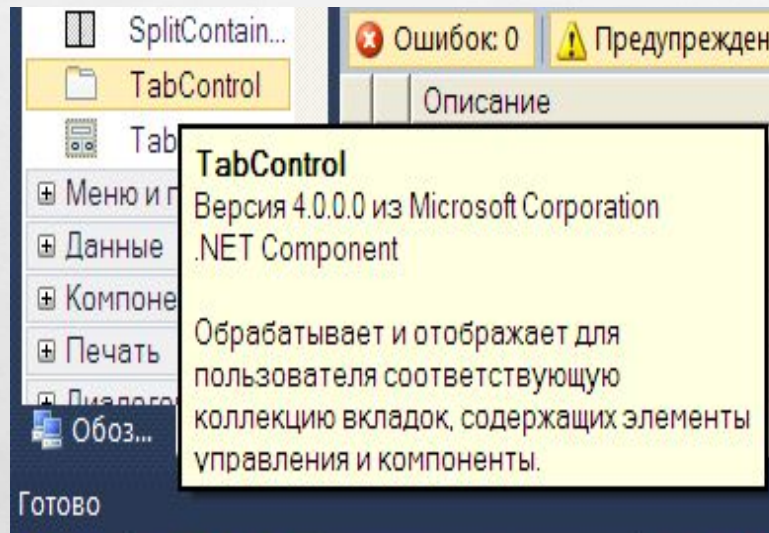 SplitContain...
Ошибок: 0
Предупрежден
TabControl
Описание
Tab
TabControl
Версия 4.0.0.0 из Microsoft Corporation
.NET Component
Обрабатывает и отображает для
пользователя соответствующую
коллекцию вкладок, содержащих элементы
управления и компоненты.
Меню и п
Данные
Компоне
Печать
Диалого
Обоз...
Готово